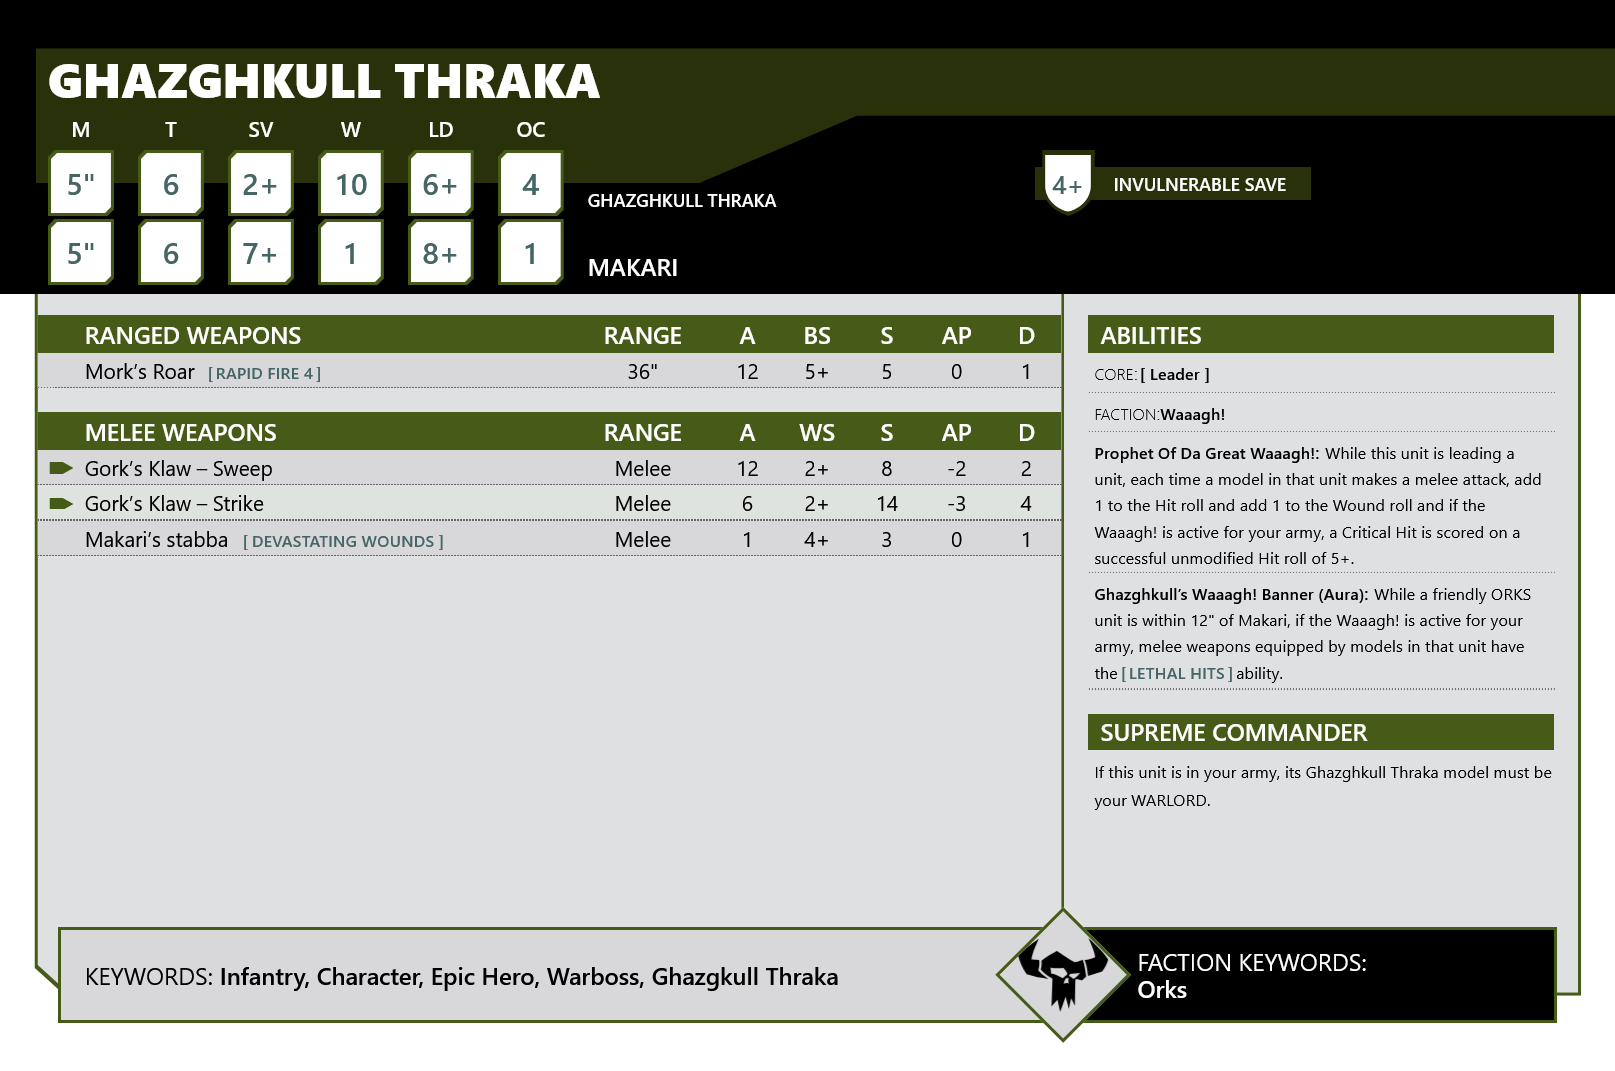 GHAZGHKULL THRAKA
M T SV W LD OC
5" 6 2+ 10 6+ 4 GHAZGHKULL THRAKA
4+ INVULNERABLE SAVE
5" 6 7+ 1 8+ 1 MAKARI
RANGED WEAPONS RANGE A BS S AP D
Mork's Roar [ RAPID FIRE 4 ] 36" 12 5+ 5 0 1
MELEE WEAPONS RANGE A WS S AP D
Gork's Klaw – Sweep Melee 12 2+ 8 -2 2
Gork's Klaw – Strike Melee 6 2+ 14 -3 4
Makari's stabba [ DEVASTATING WOUNDS ] Melee 1 4+ 3 0 1
ABILITIES
CORE: [ Leader ]
FACTION:Waaagh!
Prophet Of Da Great Waaagh!: While this unit is leading a
unit, each time a model in that unit makes a melee attack, add
1 to the Hit roll and add 1 to the Wound roll and if the
Waaagh! is active for your army, a Critical Hit is scored on a
successful unmodified Hit roll of 5+.
Ghazghkull's Waaagh! Banner (Aura): While a friendly ORKS
unit is within 12" of Makari, if the Waaagh! is active for your
army, melee weapons equipped by models in that unit have
the [ LETHAL HITS ] ability.
SUPREME COMMANDER
If this unit is in your army, its Ghazghkull Thraka model must be
your WARLORD.
KEYWORDS: Infantry, Character, Epic Hero, Warboss, Ghazgkull Thraka
FACTION KEYWORDS:
Orks